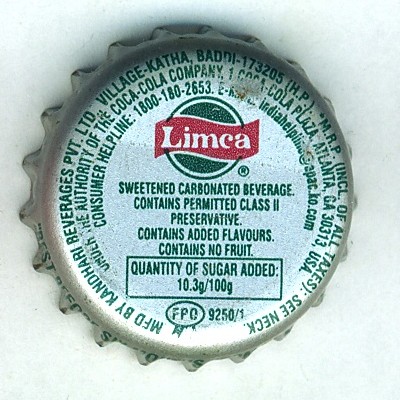 MFD BY KANDHARI BEVERAGES PVT. LTD., VILLAGE-KATHA, BADDI-173205 (H.P.)
UNDER THE AUTHORITY OF THE COCA-COLA COMPANY, 1 COCA-COLA PLAZA, ATLANTA, GA 30313, USA.
CONSUMER HELPLINE: 1800-180-2653.
(INCL. OF ALL TAXES): SEE NECK.
Limca
®
SWEETENED CARBONATED BEVERAGE.
CONTAINS PERMITTED CLASS II
PRESERVATIVE.
CONTAINS ADDED FLAVOURS.
CONTAINS NO FRUIT.
QUANTITY OF SUGAR ADDED:
10.3g/100g
FPO 9250/1